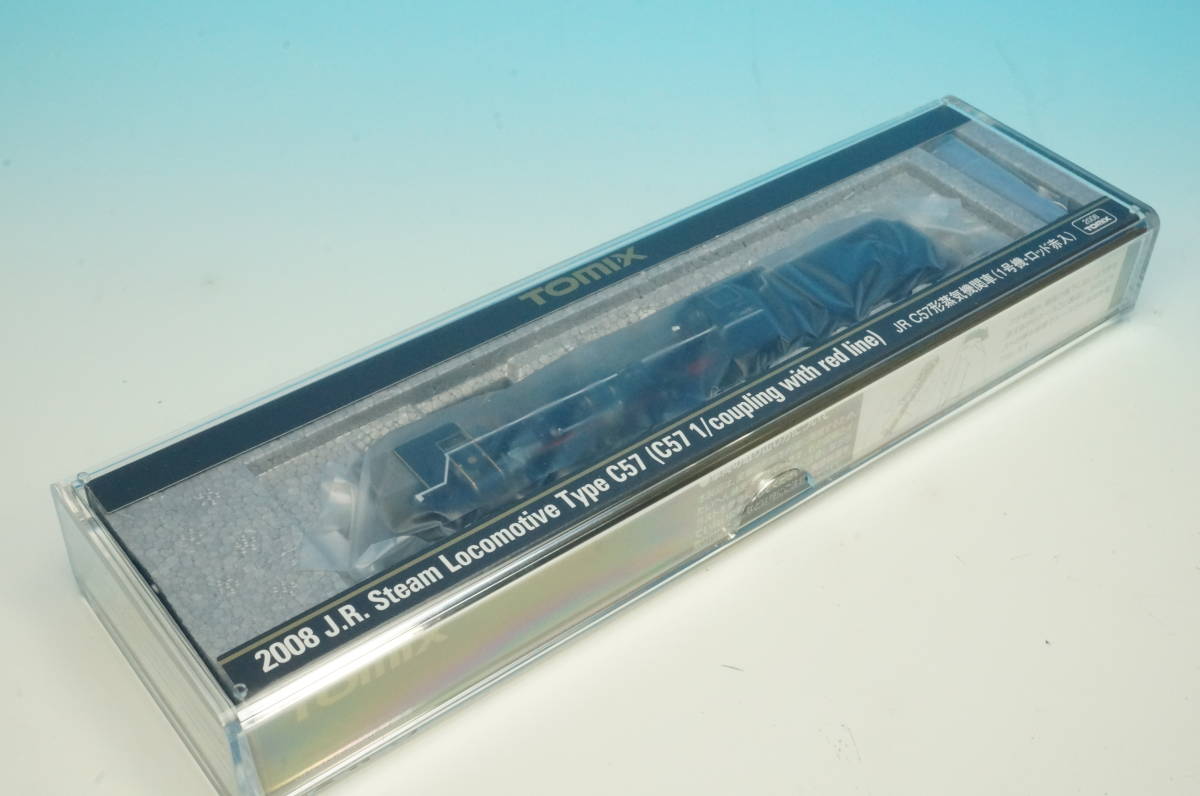 TOMIX
2008 J.R. Steam Locomotive Type C57 (C57 1/coupling with red line) JR C57形蒸気機関車(1号機・ロッド赤入) 2008 TOMIX
TOMIX